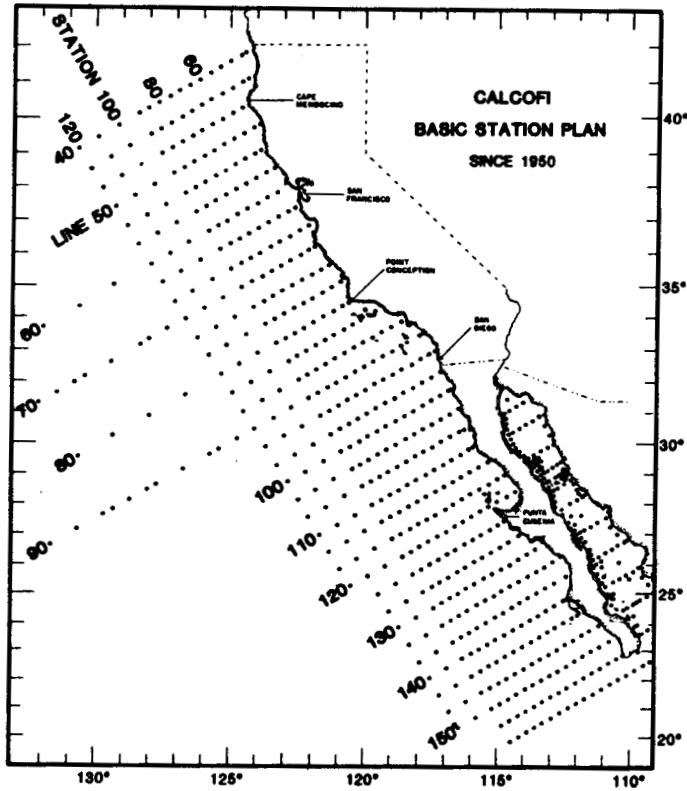 CALCOFI
BASIC STATION PLAN
SINCE 1950
STATION 100
80
60
120
40
LINE 50
60
70
80
90
100
110
120
130
140
150
CAPE
MENDOCINO
SAN
FRANCISCO
POINT
CONCEPTION
SAN
DIEGO
PUNTA
EUGENIA
40°
35°
30°
25°
20°
130°
125°
120°
115°
110°